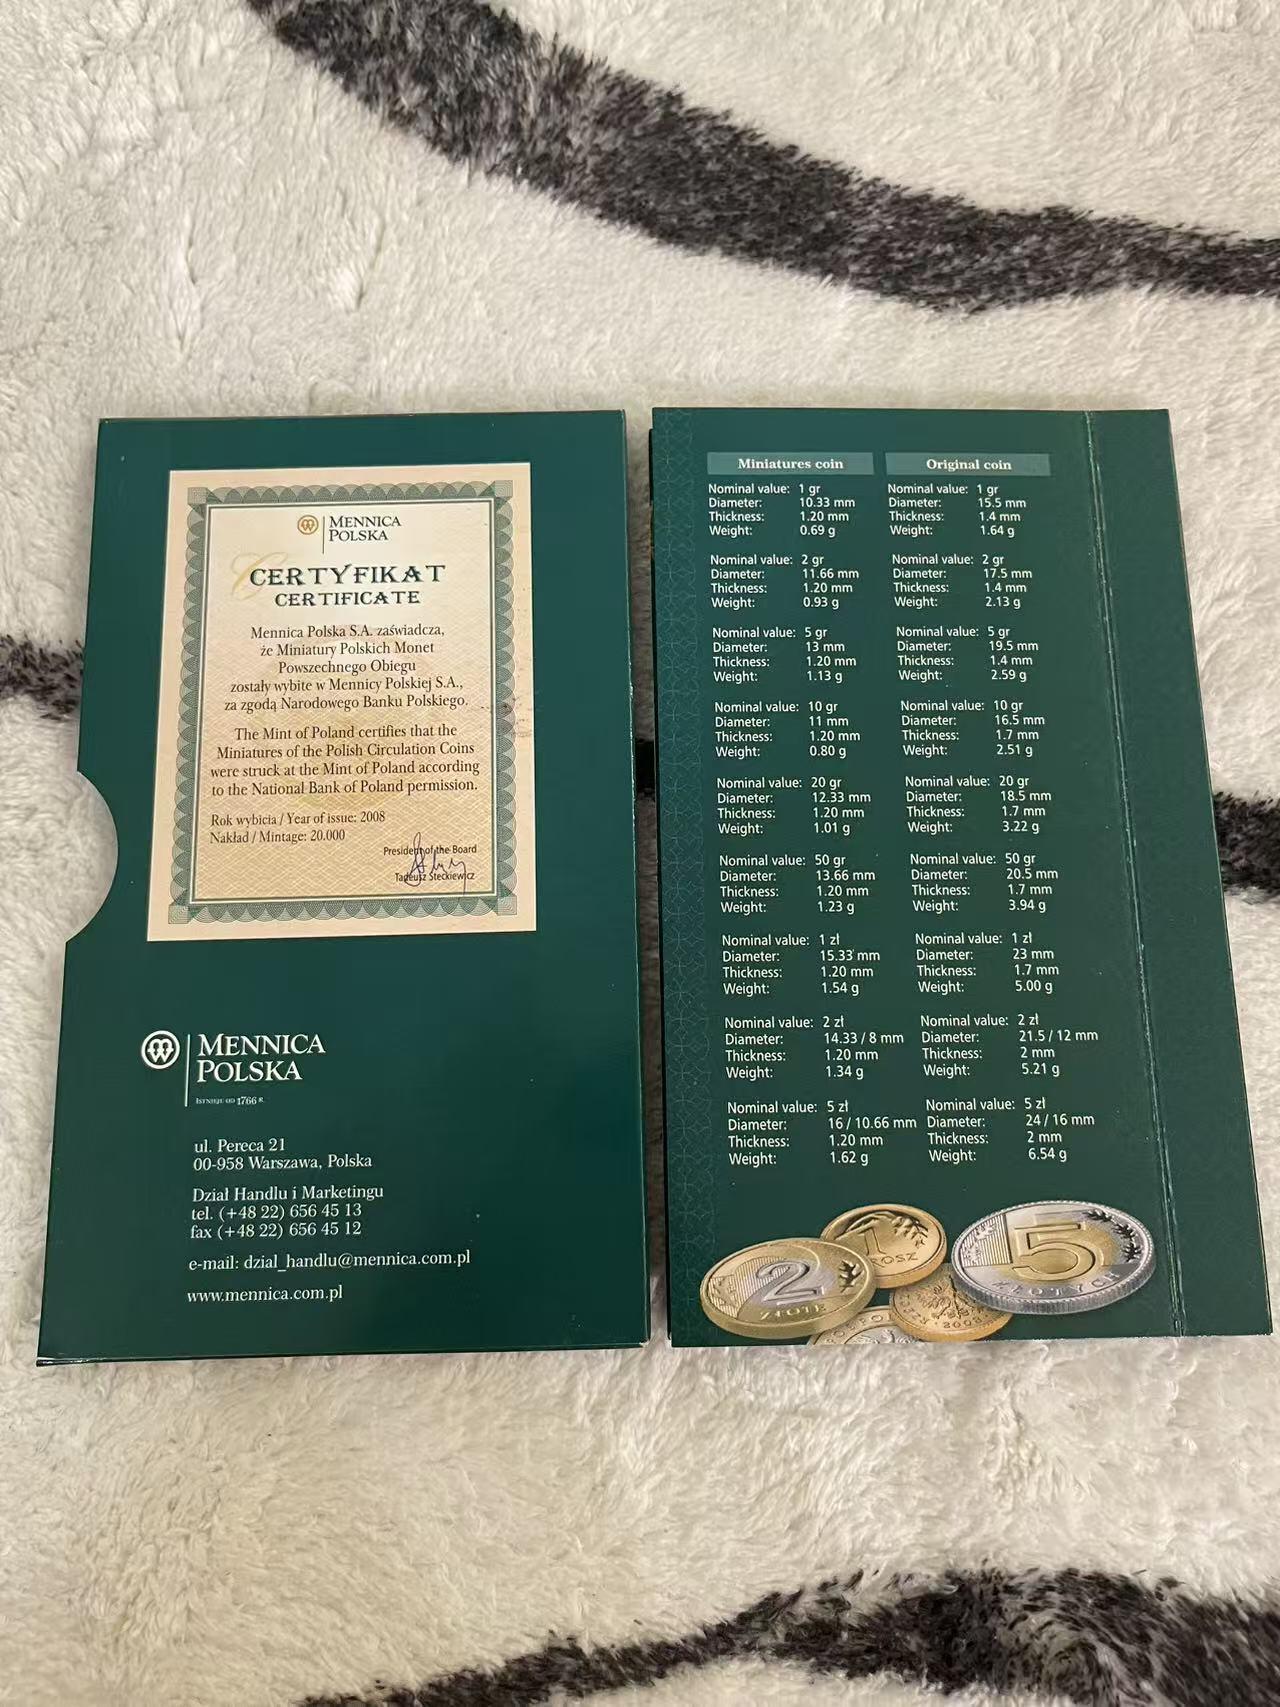 MENNICA
POLSKA
CERTYFIKAT
CERTIFICATE
Mennica Polska S.A. zaświadcza,
że Miniatury Polskich Monet
Powszechnego Obiegu
zostały wybite w Mennicy Polskiej S.A.,
za zgodą Narodowego Banku Polskiego.
The Mint of Poland certifies that the
Miniatures of the Polish Circulation Coins
were struck at the Mint of Poland according
to the National Bank of Poland permission.
Rok wybicia / Year of issue: 2008
Nakład / Mintage: 20.000
President of the Board
Tadeusz Steckiewicz
MENNICA
POLSKA
ISTNIEJE OD 1766 R.
ul. Pereca 21
00-958 Warszawa, Polska
Dział Handlu i Marketingu
tel. (+48 22) 656 45 13
fax (+48 22) 656 45 12
e-mail: dzial_handlu@mennica.com.pl
www.mennica.com.pl
Miniatures coin
Nominal value: 1 gr
Diameter: 10.33 mm
Thickness: 1.20 mm
Weight: 0.69 g
Nominal value: 2 gr
Diameter: 11.66 mm
Thickness: 1.20 mm
Weight: 0.93 g
Nominal value: 5 gr
Diameter: 13 mm
Thickness: 1.20 mm
Weight: 1.13 g
Nominal value: 10 gr
Diameter: 11 mm
Thickness: 1.20 mm
Weight: 0.80 g
Nominal value: 20 gr
Diameter: 12.33 mm
Thickness: 1.20 mm
Weight: 1.01 g
Nominal value: 50 gr
Diameter: 13.66 mm
Thickness: 1.20 mm
Weight: 1.23 g
Nominal value: 1 zł
Diameter: 15.33 mm
Thickness: 1.20 mm
Weight: 1.54 g
Nominal value: 2 zł
Diameter: 14.33 / 8 mm
Thickness: 1.20 mm
Weight: 1.34 g
Nominal value: 5 zł
Diameter: 16 / 10.66 mm
Thickness: 1.20 mm
Weight: 1.62 g
Original coin
Nominal value: 1 gr
Diameter: 15.5 mm
Thickness: 1.4 mm
Weight: 1.64 g
Nominal value: 2 gr
Diameter: 17.5 mm
Thickness: 1.4 mm
Weight: 2.13 g
Nominal value: 5 gr
Diameter: 19.5 mm
Thickness: 1.4 mm
Weight: 2.59 g
Nominal value: 10 gr
Diameter: 16.5 mm
Thickness: 1.7 mm
Weight: 2.51 g
Nominal value: 20 gr
Diameter: 18.5 mm
Thickness: 1.7 mm
Weight: 3.22 g
Nominal value: 50 gr
Diameter: 20.5 mm
Thickness: 1.7 mm
Weight: 3.94 g
Nominal value: 1 zł
Diameter: 23 mm
Thickness: 1.7 mm
Weight: 5.00 g
Nominal value: 2 zł
Diameter: 21.5 / 12 mm
Thickness: 2 mm
Weight: 5.21 g
Nominal value: 5 zł
Diameter: 24 / 16 mm
Thickness: 2 mm
Weight: 6.54 g
1
ROSZ
2
ZŁOTE
5
ZŁOTYCH
2008